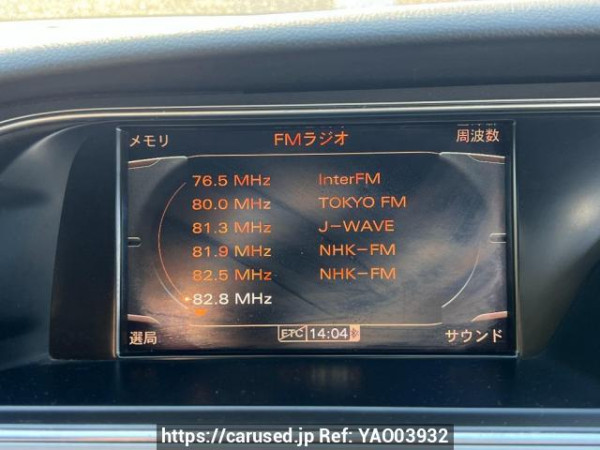 メモリ FMラジオ 周波数
76.5 MHz InterFM
80.0 MHz TOKYO FM
81.3 MHz J-WAVE
81.9 MHz NHK-FM
82.5 MHz NHK-FM
82.8 MHz
選局 ETC 14:04 サウンド
https://carused.jp Ref: YAO03932